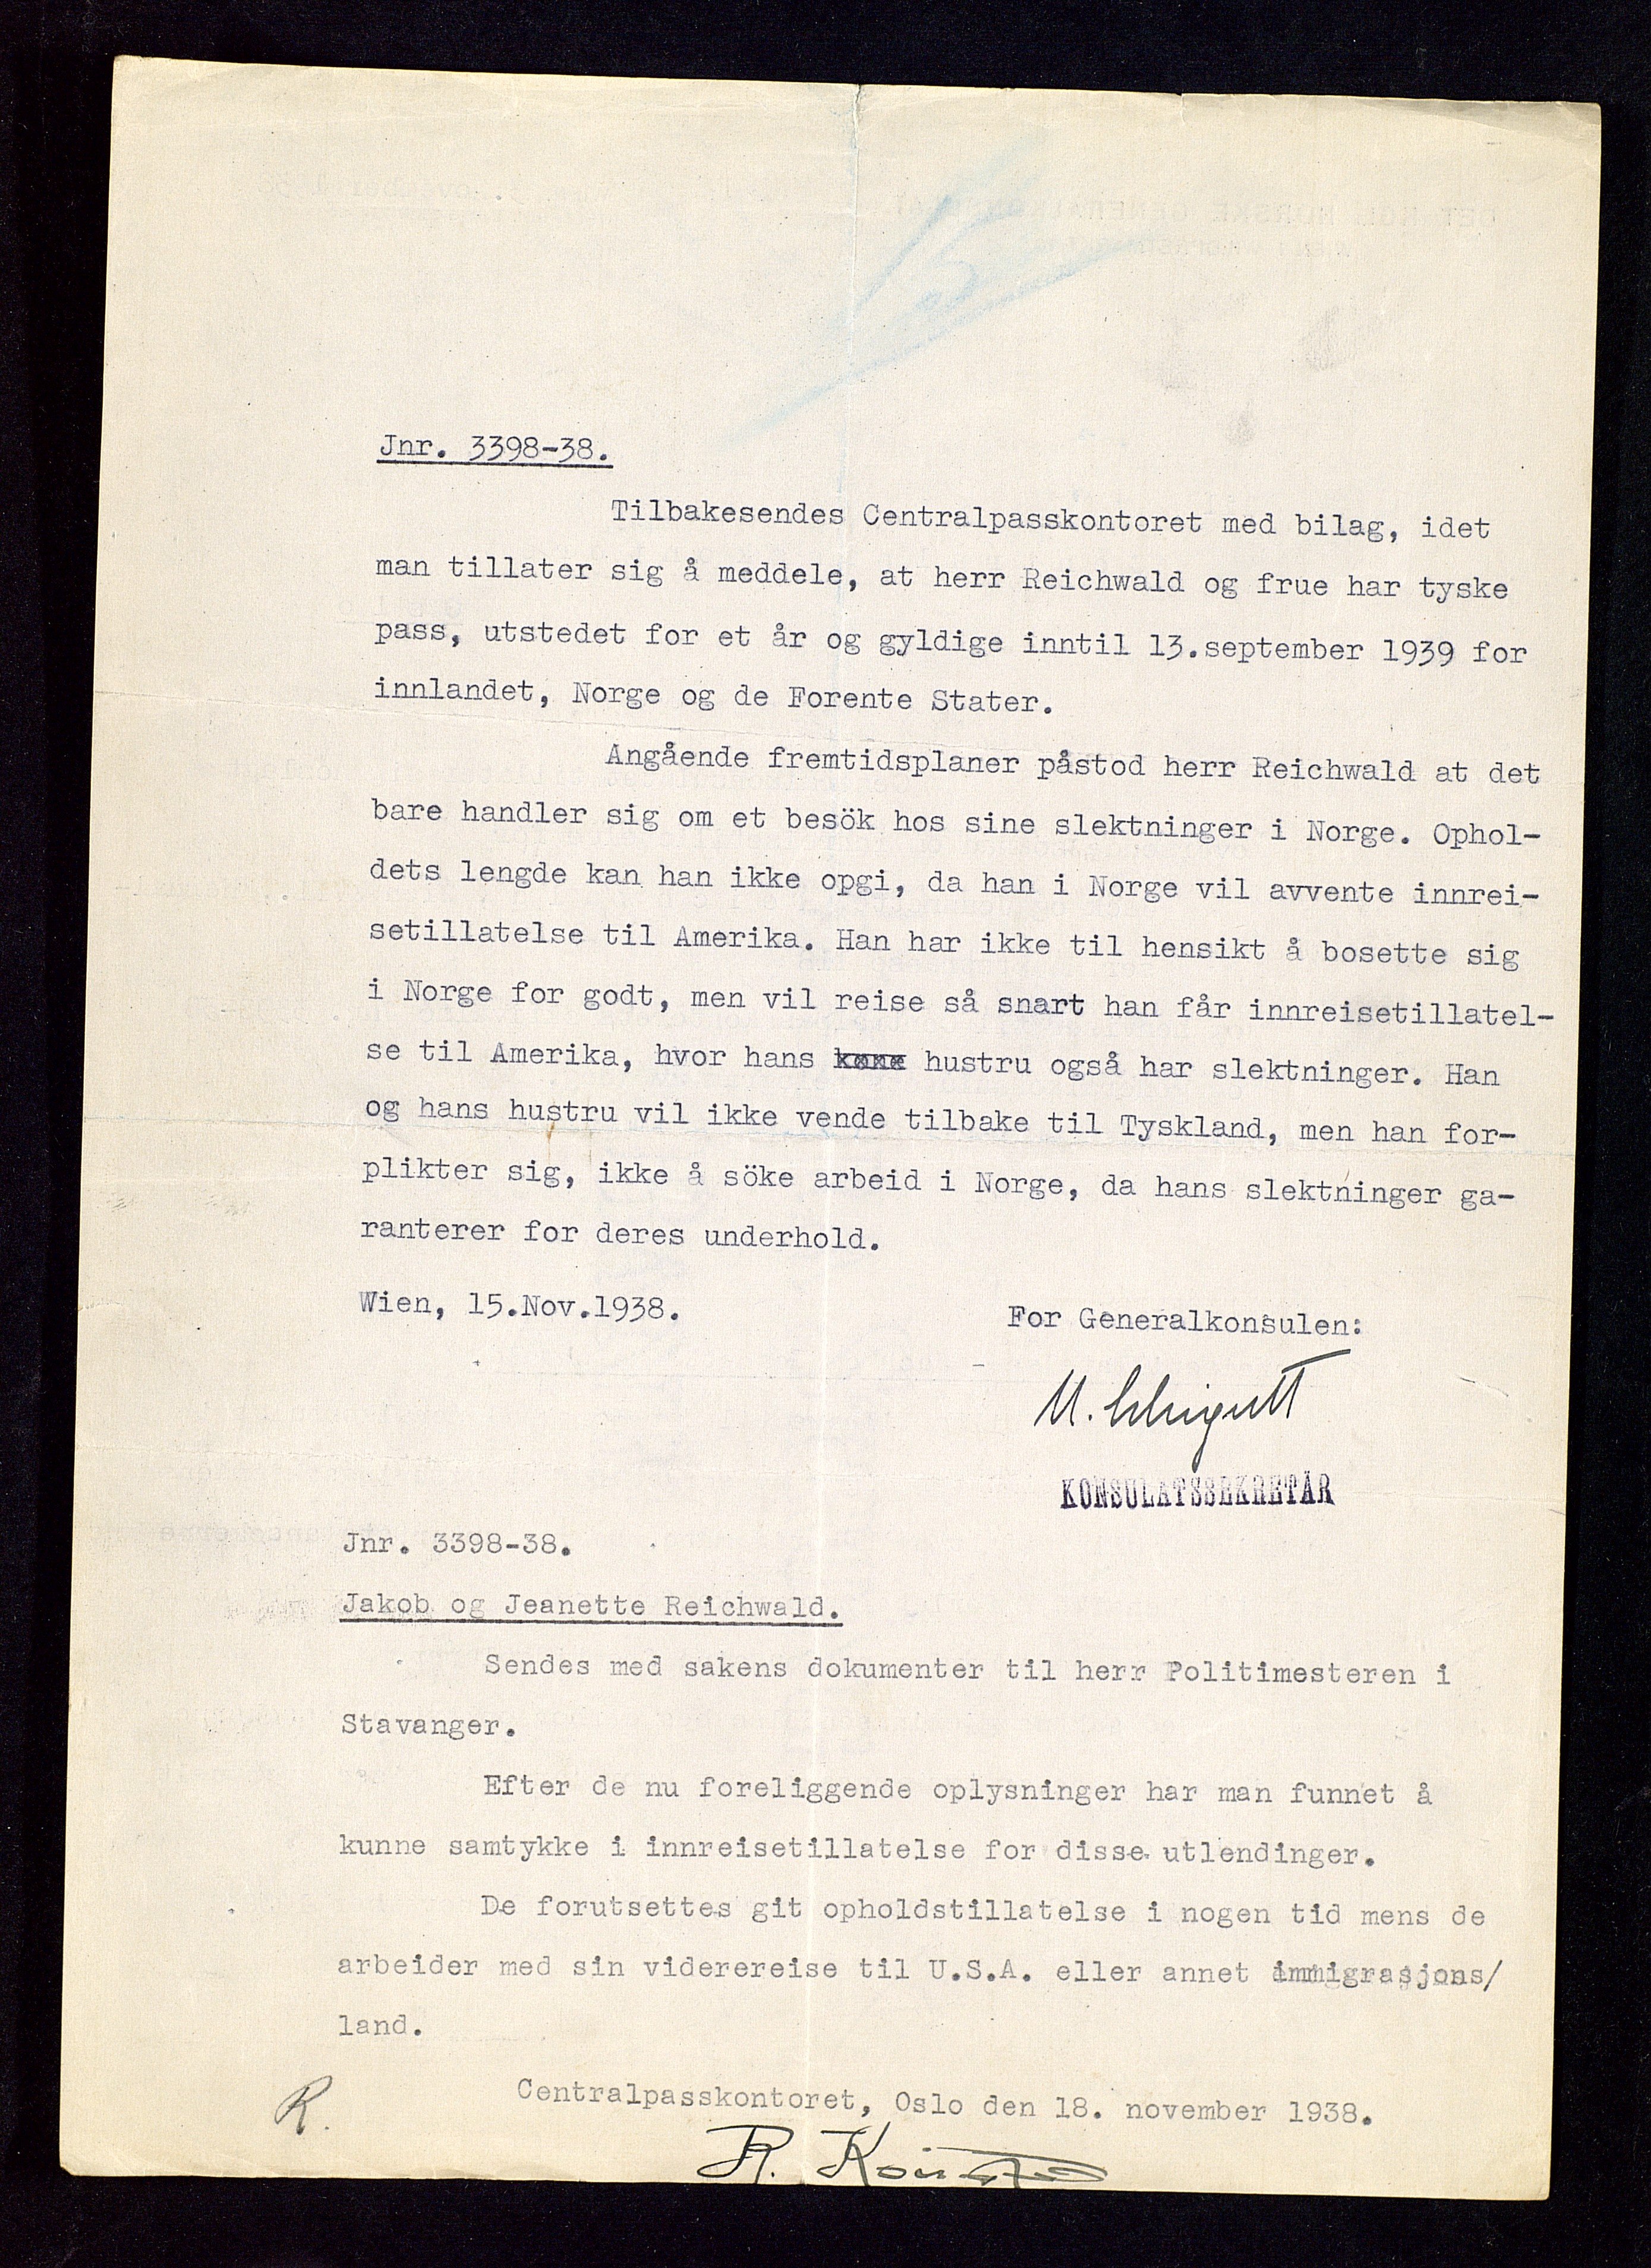 Jnr. 3398-38.
Tilbakesendes Centralpasskontoret med bilag, idet
man tillater sig å meddele, at herr Reichwald og frue har tyske
pass, utstedet for et år og gyldige inntil 13.september 1939 for
innlandet, Norge og de Forente Stater.
Angående fremtidsplaner påstod herr Reichwald at det
bare handler sig om et besök hos sine slektninger i Norge. Ophol-
dets lengde kan han ikke opgi, da han i Norge vil avvente innrei-
setillatelse til Amerika. Han har ikke til hensikt å bosette sig
i Norge for godt, men vil reise så snart han får innreisetillatel-
se til Amerika, hvor hans hustru også har slektninger. Han
og hans hustru vil ikke vende tilbake til Tyskland, men han for-
plikter sig, ikke å söke arbeid i Norge, da hans slektninger ga-
ranterer for deres underhold.
Wien, 15.Nov.1938.
For Generalkonsulen:
KONSULATSSEKRETÄR
Jnr. 3398-38.
Jakob og Jeanette Reichwald.
Sendes med sakens dokumenter til herr Politimesteren i
Stavanger.
Efter de nu foreliggende oplysninger har man funnet å
kunne samtykke i innreisetillatelse for disse utlendinger.
De forutsettes git opholdstillatelse i nogen tid mens de
arbeider med sin viderereise til U.S.A. eller annet immigrasjons/
land.
Centralpasskontoret, Oslo den 18. november 1938.
R.